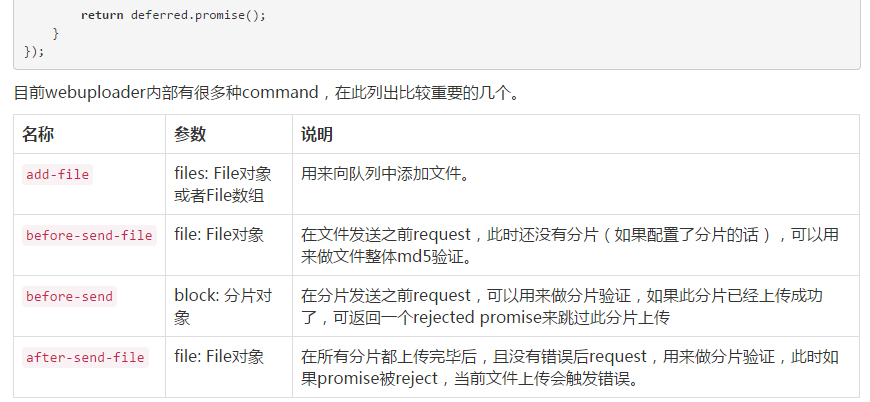 return deferred.promise();
}
});
目前webuploader内部有很多种command，在此列出比较重要的几个。
名称 参数 说明
add-file files: File对象 用来向队列中添加文件。
或者File数组
before-send-file file: File对象 在文件发送之前request，此时还没有分片（如果配置了分片的话），可以用
来做文件整体md5验证。
before-send block: 分片对 在分片发送之前request，可以用来做分片验证，如果此分片已经上传成功
象 了，可返回一个rejected promise来跳过此分片上传
after-send-file file: File对象 在所有分片都上传完毕后，且没有错误后request，用来做分片验证，此时如
果promise被reject，当前文件上传会触发错误。